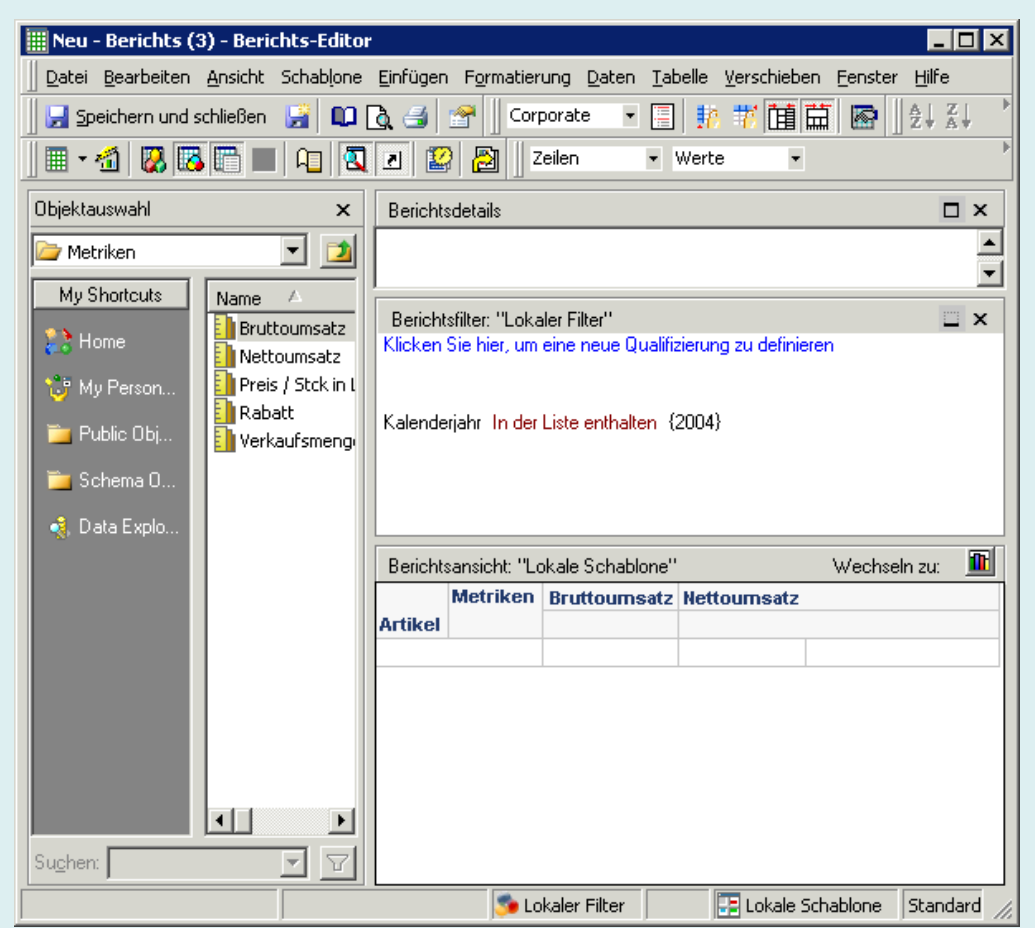 Neu - Berichts (3) - Berichts-Editor
Datei Bearbeiten Ansicht Schablone Einfügen Formatierung Daten Tabelle Verschieben Fenster Hilfe
Speichern und schließen Corporate
Zeilen Werte
Objektauswahl
Metriken
My Shortcuts
Home
My Person...
Public Obj...
Schema O...
Data Explo...
Name
Bruttoumsatz
Nettoumsatz
Preis / Stck in
Rabatt
Verkaufsmenge
Suchen:
Berichtsdetails
Berichtsfilter: "Lokaler Filter"
Klicken Sie hier, um eine neue Qualifizierung zu definieren
Kalenderjahr In der Liste enthalten {2004}
Berichtsansicht: "Lokale Schablone" Wechseln zu:
Metriken Bruttoumsatz Nettoumsatz
Artikel
Lokaler Filter Lokale Schablone Standard